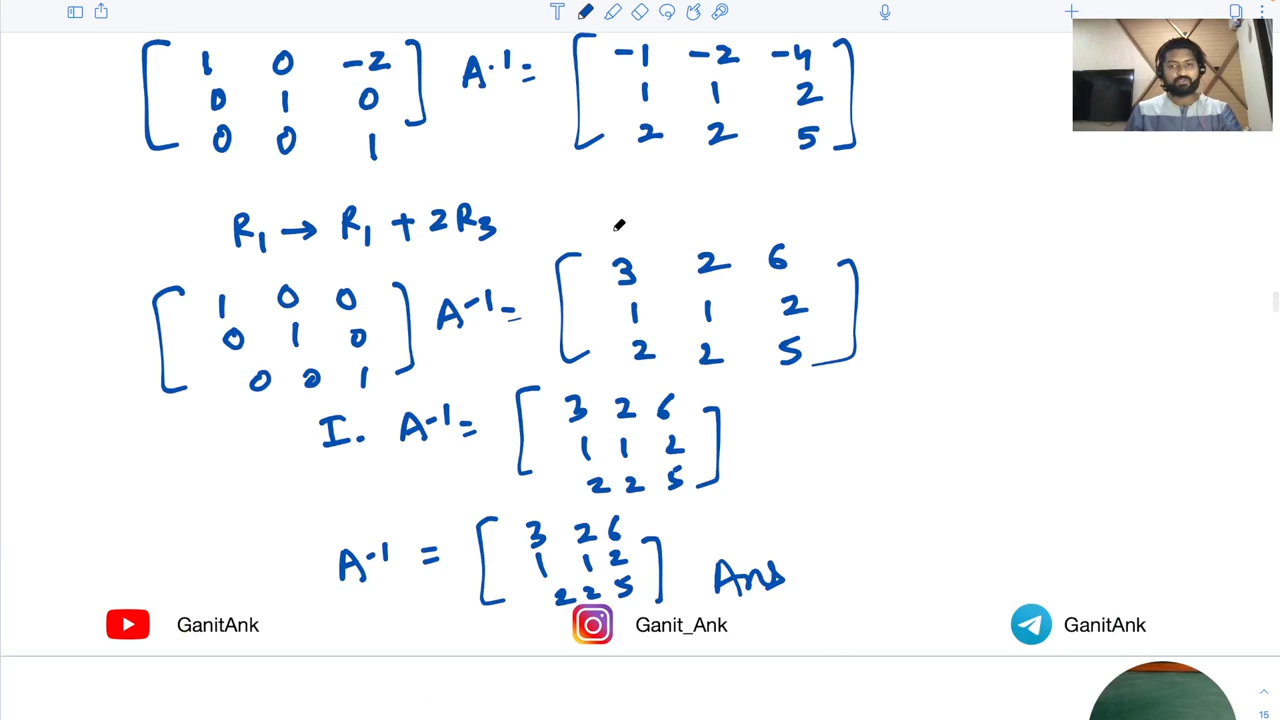 [1 0 -2] A⁻¹ = [-1 -2 -4]
[0 1 0] [1 1 2]
[0 0 1] [2 2 5]
R₁ → R₁ + 2R₃
[1 0 0] A⁻¹ = [3 2 6]
[0 1 0] [1 1 2]
[0 0 1] [2 2 5]
I. A⁻¹ = [3 2 6]
[1 1 2]
[2 2 5]
A⁻¹ = [3 2 6]
[1 1 2]
[2 2 5] Ans
GanitAnk Ganit_Ank GanitAnk
15